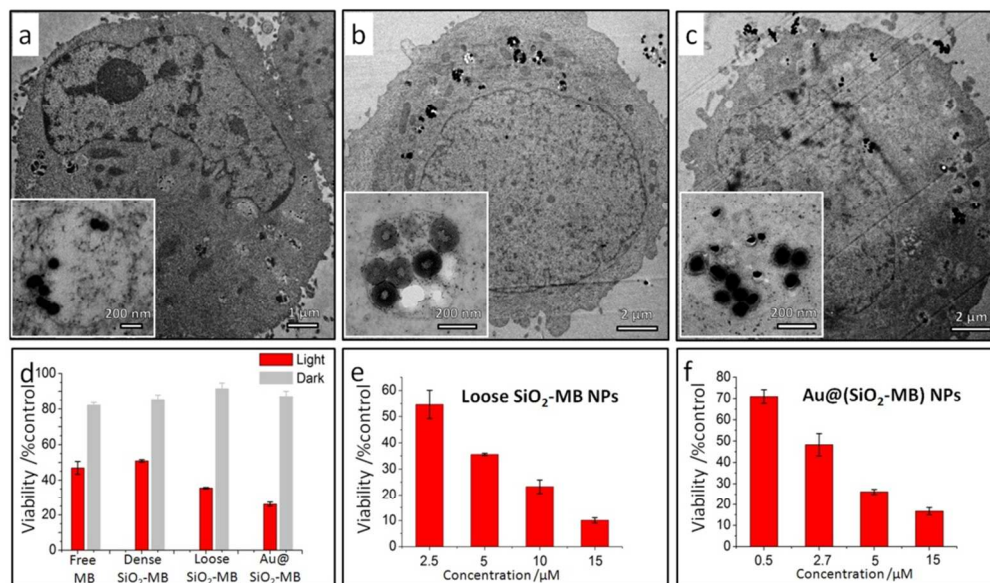 a
200 nm
1 µm
b
200 nm
2 µm
c
200 nm
2 µm
d
Light
Dark
Viability /%control
100
80
60
40
20
0
Free
MB
Dense
SiO₂-MB
Loose
SiO₂-MB
Au@
SiO₂-MB
e
Loose SiO₂-MB NPs
Viability /%control
60
50
40
30
20
10
0
2.5
5
10
15
Concentration /µM
f
Au@(SiO₂-MB) NPs
Viability /%control
80
70
60
50
40
30
20
10
0
0.5
2.7
5
15
Concentration /µM